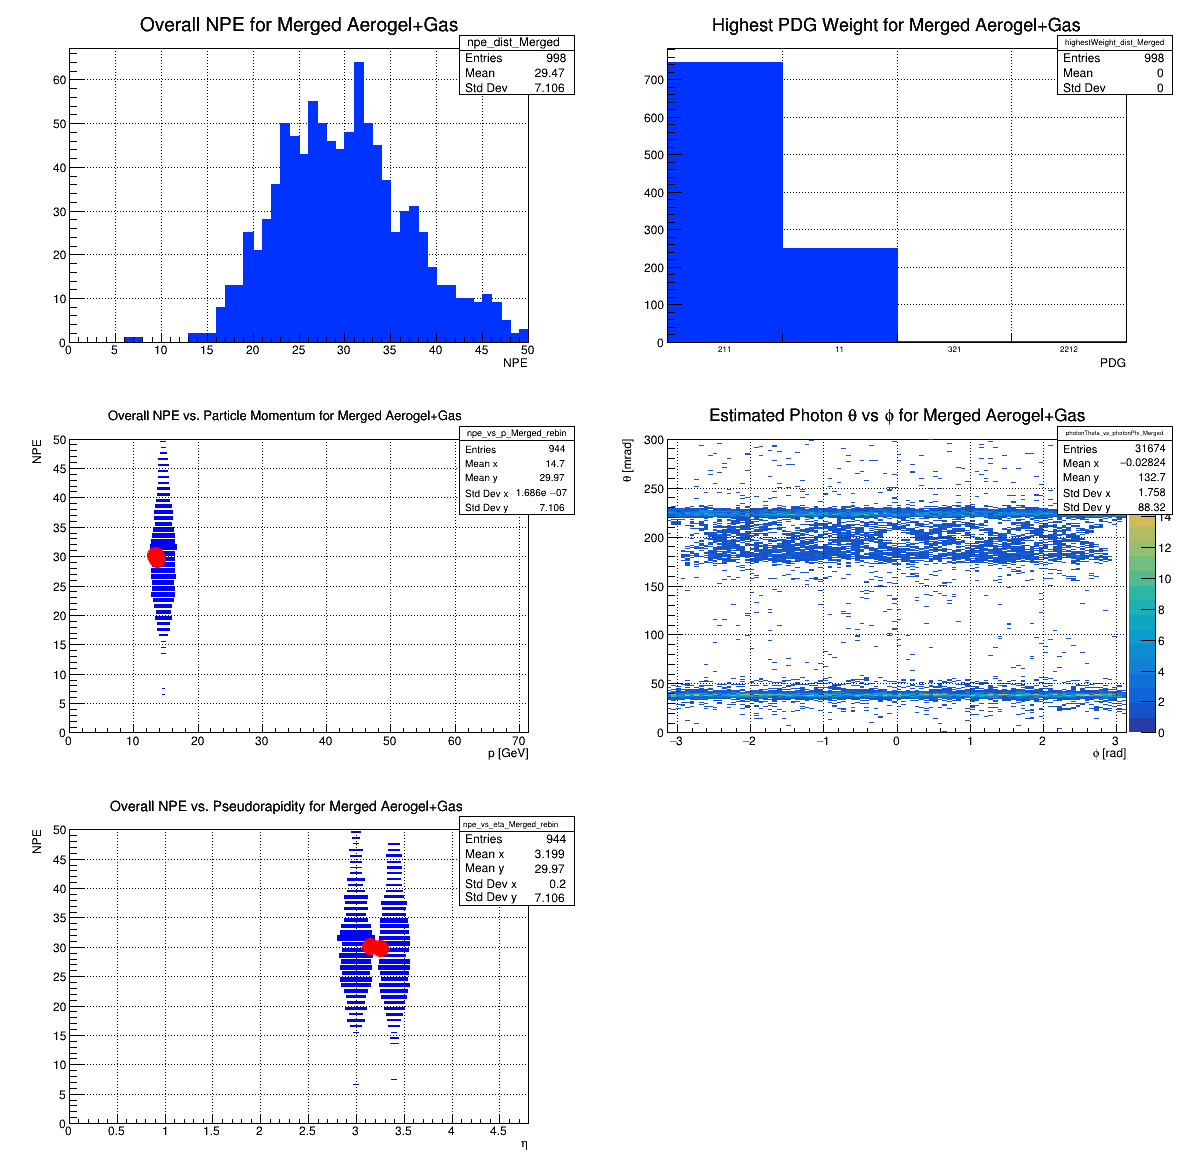 Overall NPE for Merged Aerogel+Gas
npe_dist_Merged
Entries 998
Mean 29.47
Std Dev 7.106
60
50
40
30
20
10
0
0 5 10 15 20 25 30 35 40 45 50
NPE
Highest PDG Weight for Merged Aerogel+Gas
highestWeight_dist_Merged
Entries 998
Mean 0
Std Dev 0
700
600
500
400
300
200
100
0
211 11 321 2212
PDG
Overall NPE vs. Particle Momentum for Merged Aerogel+Gas
NPE
npe_vs_p_Merged_rebin
Entries 944
Mean x 14.7
Mean y 29.97
Std Dev x 1.686e −07
Std Dev y 7.106
50
45
40
35
30
25
20
15
10
5
0
0 10 20 30 40 50 60 70
p [GeV]
Estimated Photon θ vs ϕ for Merged Aerogel+Gas
θ [mrad]
photonTheta_vs_photonPhi_Merged
Entries 31674
Mean x −0.02824
Mean y 132.7
Std Dev x 1.758
Std Dev y 88.32
300
250
200
150
100
50
0
−3 −2 −1 0 1 2 3
ϕ [rad]
14
12
10
8
6
4
2
0
Overall NPE vs. Pseudorapidity for Merged Aerogel+Gas
NPE
npe_vs_eta_Merged_rebin
Entries 944
Mean x 3.199
Mean y 29.97
Std Dev x 0.2
Std Dev y 7.106
50
45
40
35
30
25
20
15
10
5
0
0 0.5 1 1.5 2 2.5 3 3.5 4 4.5
η